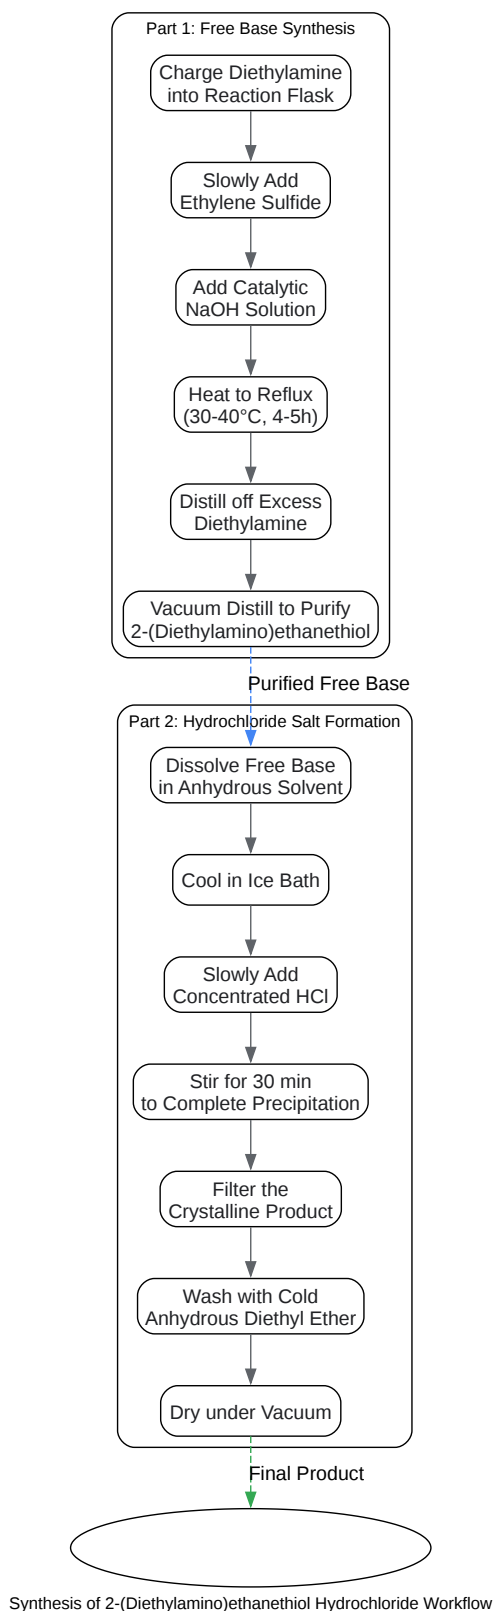 Part 1: Free Base Synthesis
Charge Diethylamine
into Reaction Flask
Slowly Add
Ethylene Sulfide
Add Catalytic
NaOH Solution
Heat to Reflux
(30-40°C, 4-5h)
Distill off Excess
Diethylamine
Vacuum Distill to Purify
2-(Diethylamino)ethanethiol
Purified Free Base
Part 2: Hydrochloride Salt Formation
Dissolve Free Base
in Anhydrous Solvent
Cool in Ice Bath
Slowly Add
Concentrated HCl
Stir for 30 min
to Complete Precipitation
Filter the
Crystalline Product
Wash with Cold
Anhydrous Diethyl Ether
Dry under Vacuum
Final Product
Synthesis of 2-(Diethylamino)ethanethiol Hydrochloride Workflow